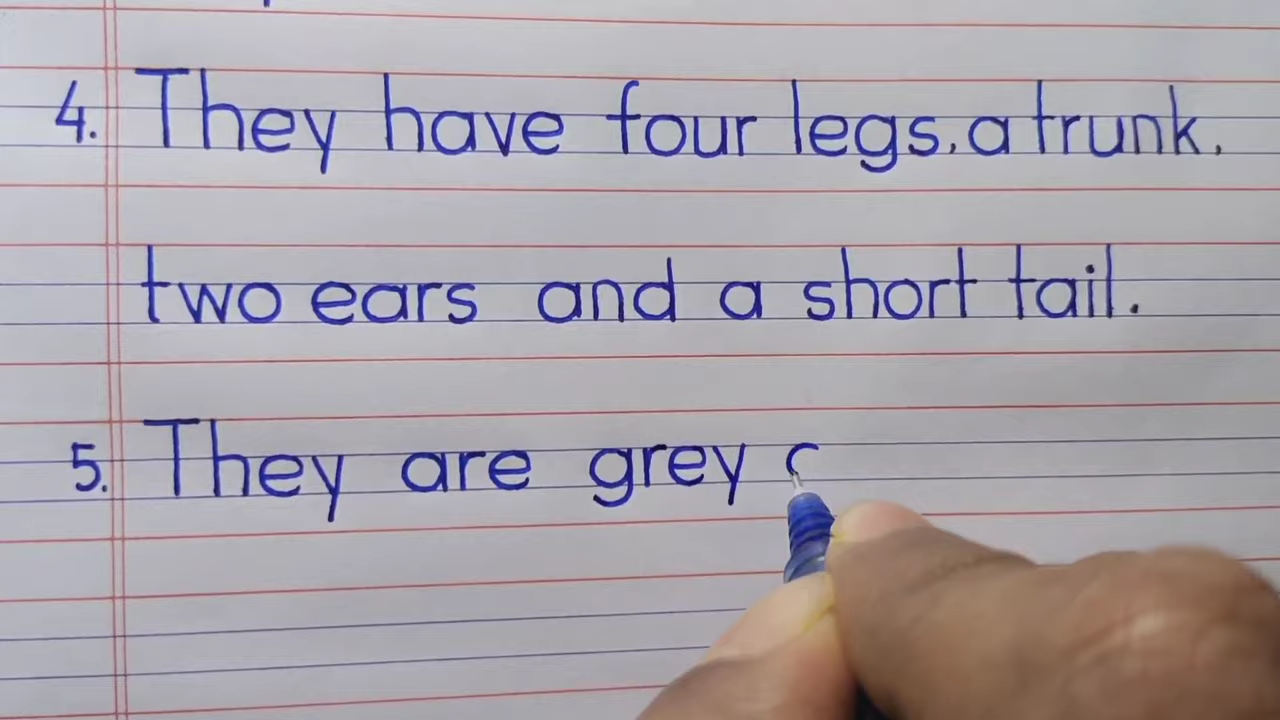 4. They have four legs, a trunk,
two ears and a short tail.
5. They are grey